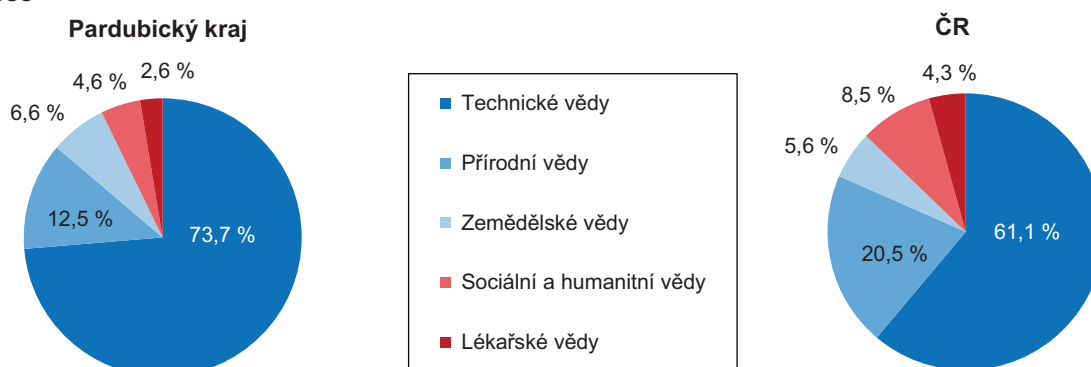 Pardubický kraj
2,6 %
4,6 %
6,6 %
12,5 %
73,7 %
Technické vědy
Přírodní vědy
Zemědělské vědy
Sociální a humanitní vědy
Lékařské vědy
ČR
4,3 %
8,5 %
5,6 %
20,5 %
61,1 %